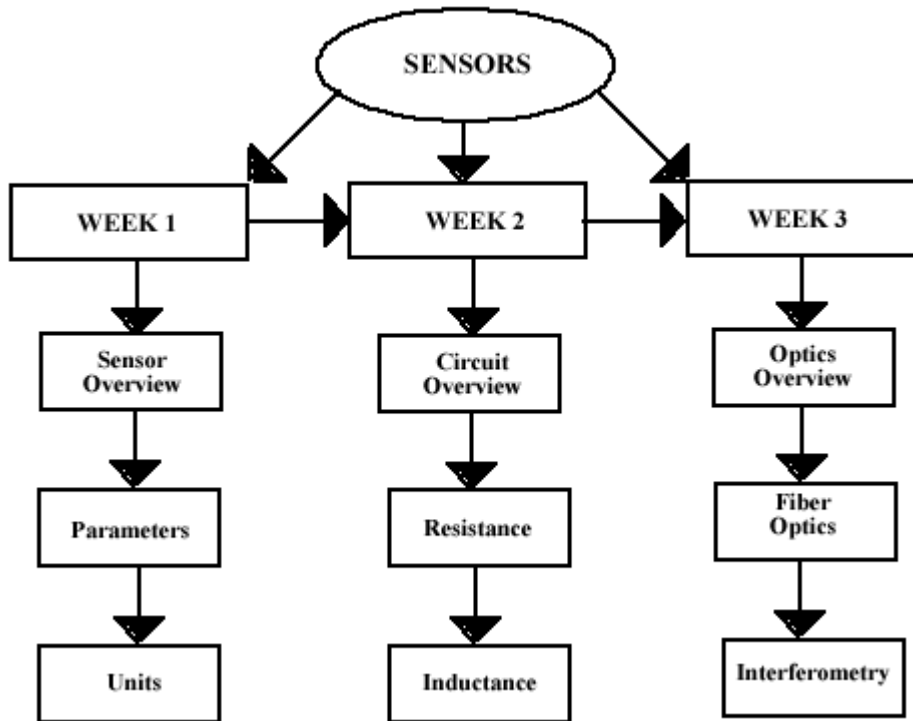 SENSORS
WEEK 1
WEEK 2
WEEK 3
Sensor
Overview
Circuit
Overview
Optics
Overview
Parameters
Resistance
Fiber
Optics
Units
Inductance
Interferometry